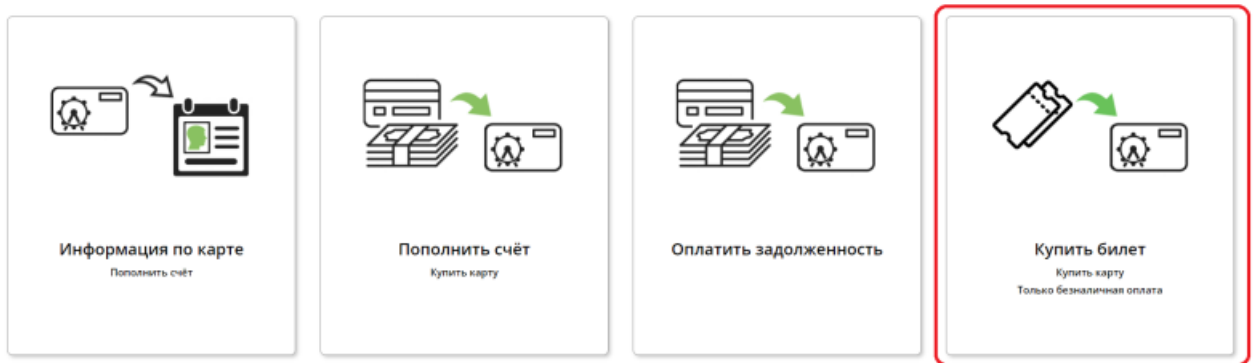 Информация по карте
Пополнить счёт
Пополнить счёт
Купить карту
Оплатить задолженность
Купить билет
Купить карту
Только безналичная оплата